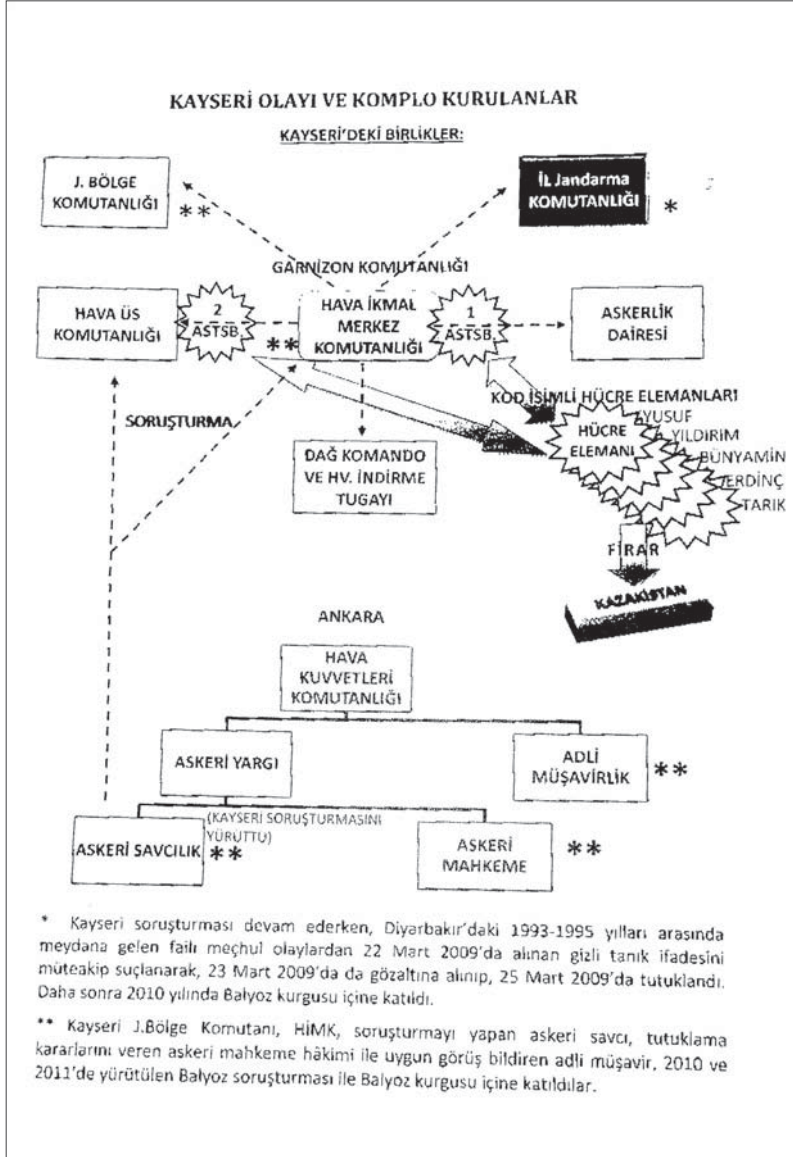 KAYSERİ OLAYI VE KOMPLO KURULANLAR
KAYSERİ'DEKİ BİRLİKLER:
J. BÖLGE
KOMUTANLIĞI
**
İL Jandarma
KOMUTANLIĞI
*
GARNİZON KOMUTANLIĞI
HAVA ÜS
KOMUTANLIĞI
2
ASTSB.
**
HAVA İKMAL
MERKEZ
KOMUTANLIĞI
1
ASTSB.
ASKERLİK
DAİRESİ
SORUŞTURMA
KOD İSİMLİ HÜCRE ELEMANLARI
HÜCRE
ELEMANI
YUSUF
YILDIRIM
BÜNYAMİN
ERDİNÇ
TARIK
DAĞ KOMANDO
VE HV. İNDİRME
TUGAYI
FİRAR
KAZAKİSTAN
ANKARA
HAVA
KUVVETLERİ
KOMUTANLIĞI
ASKERİ YARGI
ADLİ
MÜŞAVİRLİK
**
ASKERİ SAVCILIK
**
(KAYSERİ SORUŞTURMASINI
YÜRÜTTÜ)
ASKERİ
MAHKEME
**
* Kayseri soruşturması devam ederken, Diyarbakır'daki 1993-1995 yılları arasında
meydana gelen faili meçhul olaylardan 22 Mart 2009'da alınan gizli tanık ifadesini
müteakip suçlanarak, 23 Mart 2009'da da gözaltına alınıp, 25 Mart 2009'da tutuklandı.
Daha sonra 2010 yılında Balyoz kurgusu içine katıldı.
** Kayseri J.Bölge Komutanı, HİMK, soruşturmayı yapan askeri savcı, tutuklama
kararlarını veren askeri mahkeme hâkimi ile uygun görüş bildiren adli müşavir, 2010 ve
2011'de yürütülen Balyoz soruşturması ile Balyoz kurgusu içine katıldılar.